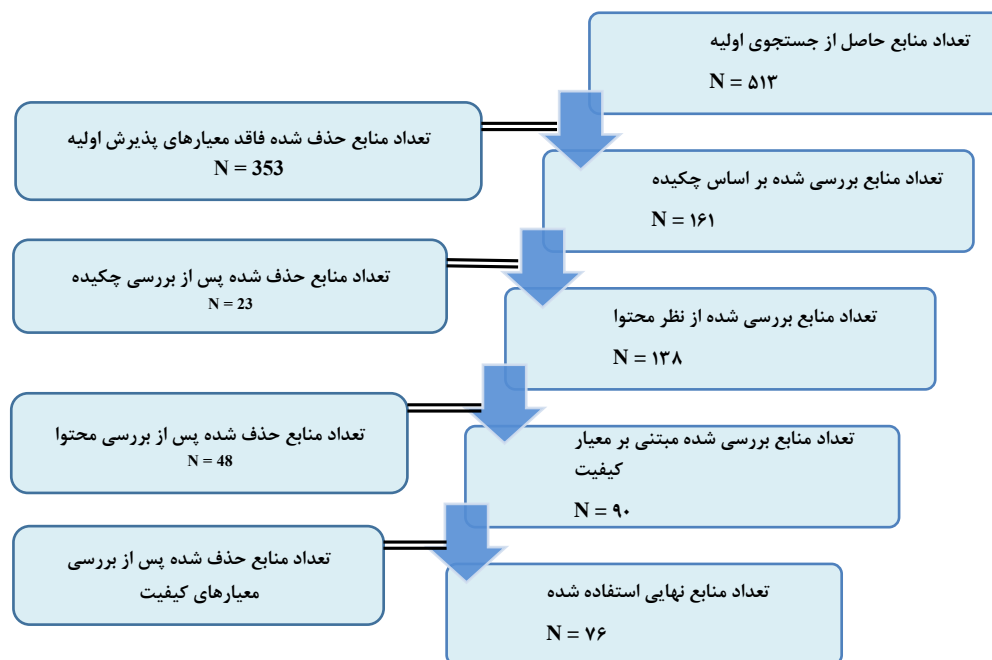 تعداد منابع حاصل از جستجوی اولیه
N = ۵۱۳
تعداد منابع حذف شده فاقد معیارهای پذیرش اولیه
N = 353
تعداد منابع بررسی شده بر اساس چکیده
N = ۱۶۱
تعداد منابع حذف شده پس از بررسی چکیده
N = 23
تعداد منابع بررسی شده از نظر محتوا
N = ۱۳۸
تعداد منابع حذف شده پس از بررسی محتوا
N = 48
تعداد منابع بررسی شده مبتنی بر معیار
کیفیت
N = ۹۰
تعداد منابع حذف شده پس از بررسی
معیارهای کیفیت
تعداد منابع نهایی استفاده شده
N = ۷۶